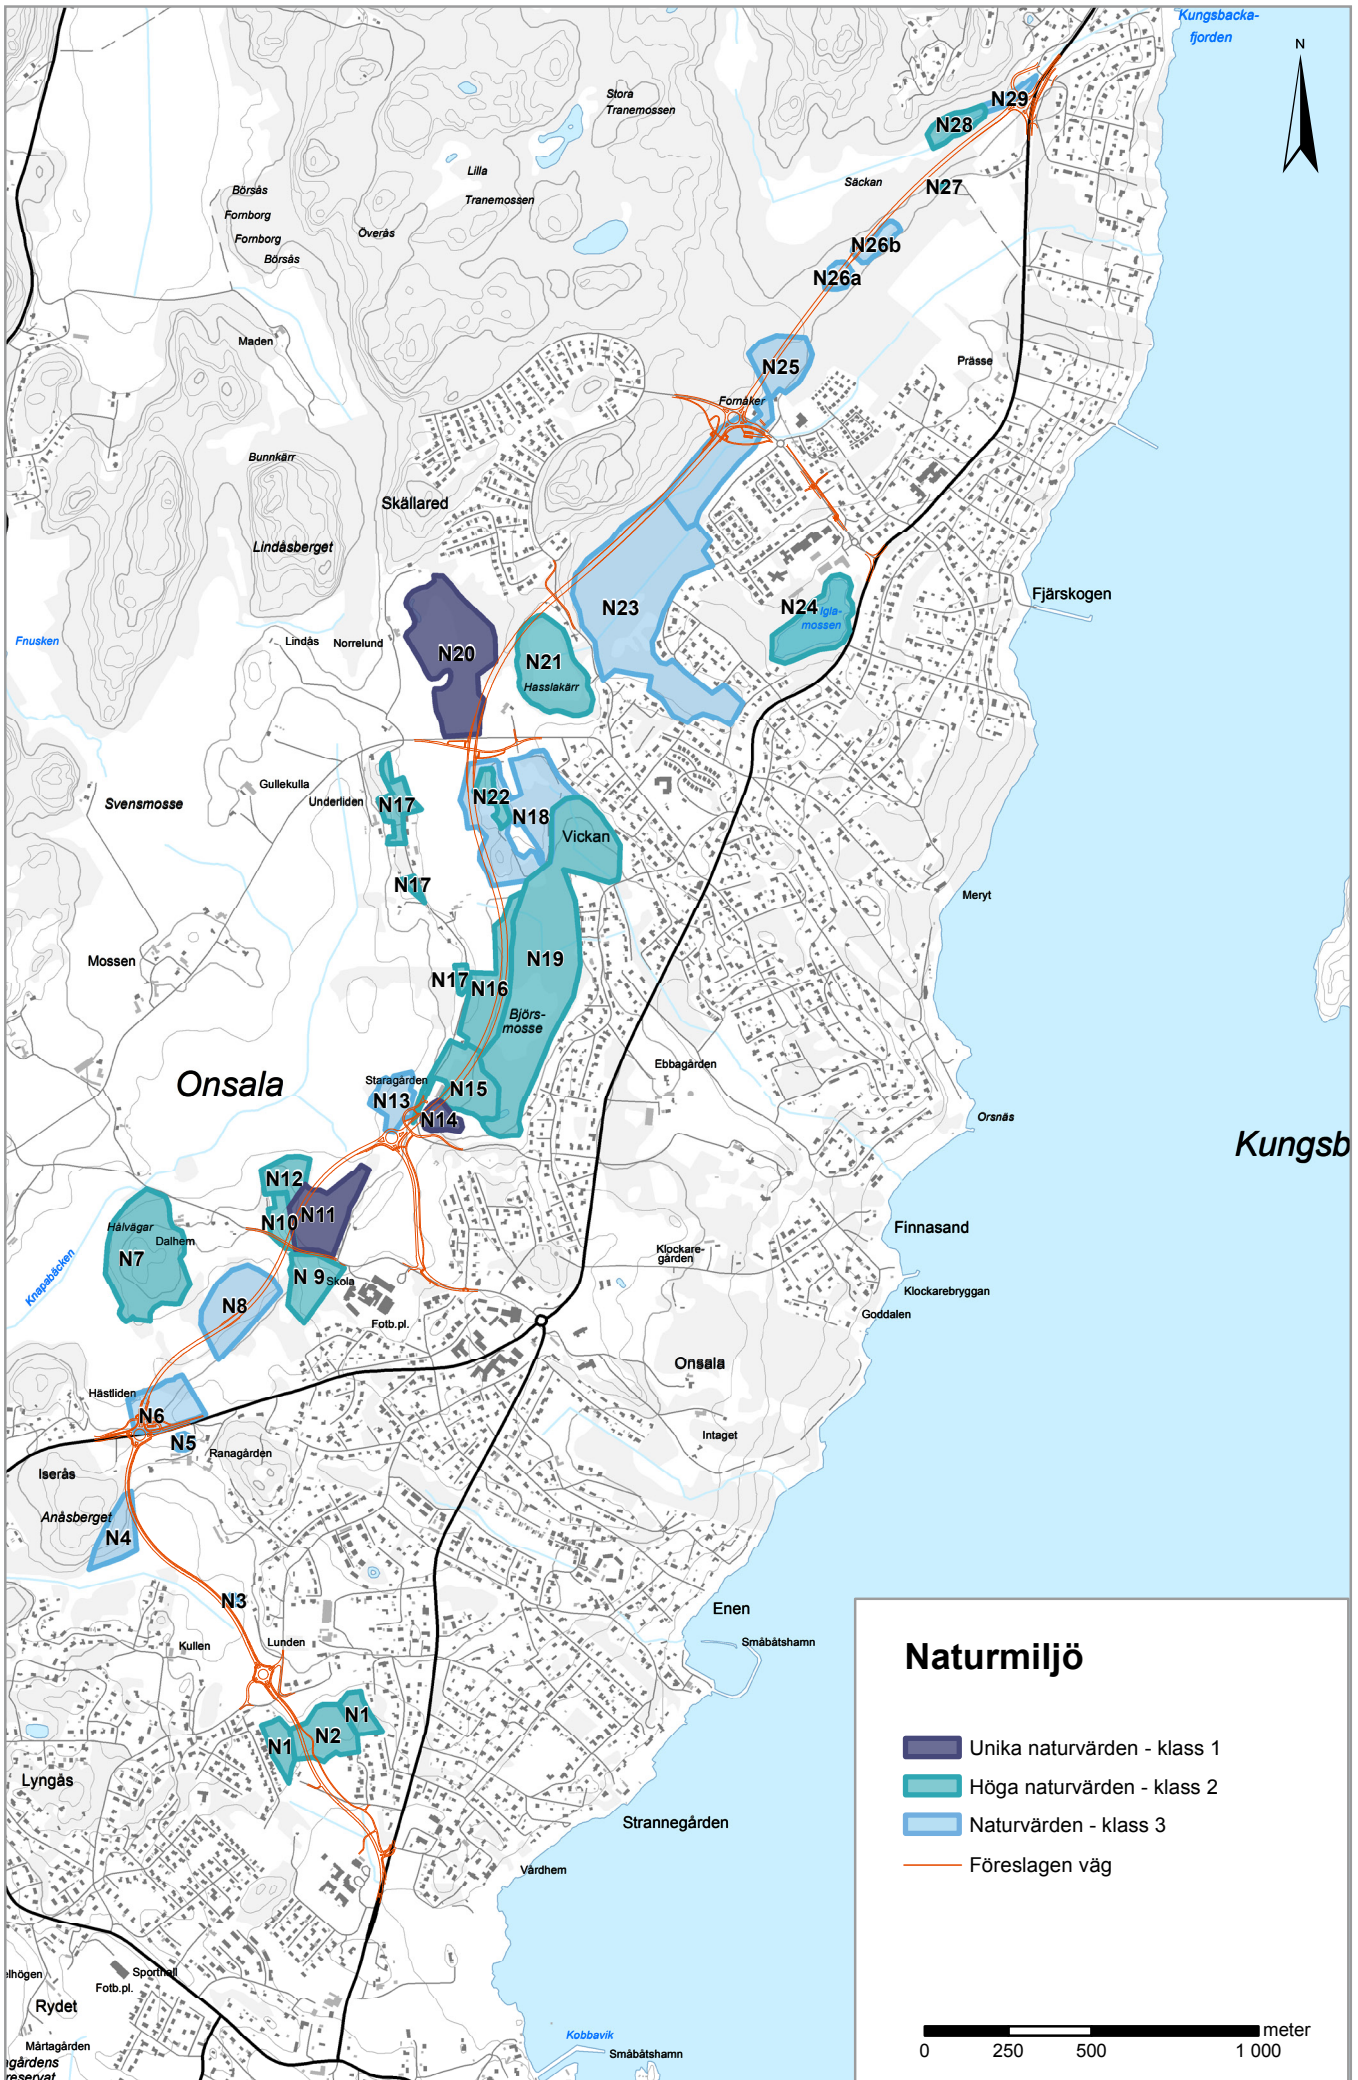 Kungsbacka-
fjorden
N
Stora
Tranemossen
N29
N28
Lilla
Tranemossen
Säckan
N27
Börsås
Fornborg
Fornborg
Börsås
Överås
N26b
N26a
Maden
N25
Prässe
Fornåker
Bunnkärr
Skällared
Lindåsberget
N23
N24
Igla-
mossen
Fjärskogen
Fnusken
Lindås
Norrelund
N20
N21
Hasslakärr
Gullekulla
Underliden
Svensmosse
N17
N22
N18
Vickan
N17
Meryt
Mossen
N19
N17
N16
Björs-
mosse
Ebbagården
Onsala
Staragården
N15
N13
N14
Orsnäs
Kungsb
N12
N10
N11
Hålvägar
Dalhem
N7
Finnasand
Klockare-
gården
N 9
Skola
Klockarebryggan
Goddalen
Knapabäcken
N8
Fotb.pl.
Onsala
Hästliden
N6
N5
Ranagården
Intaget
Iserås
Anåsberget
N4
N3
Enen
Småbåtshamn
Kullen
Lunden
N1
N2
N1
Lyngås
Strannegården
Vårdhem
Naturmiljö
Unika naturvärden - klass 1
Höga naturvärden - klass 2
Naturvärden - klass 3
Föreslagen väg
elhögen
Sporthall
Fotb.pl.
Rydet
Mårtagården
agårdens
reservat
Kobbavik
Småbåtshamn
meter
0 250 500 1 000